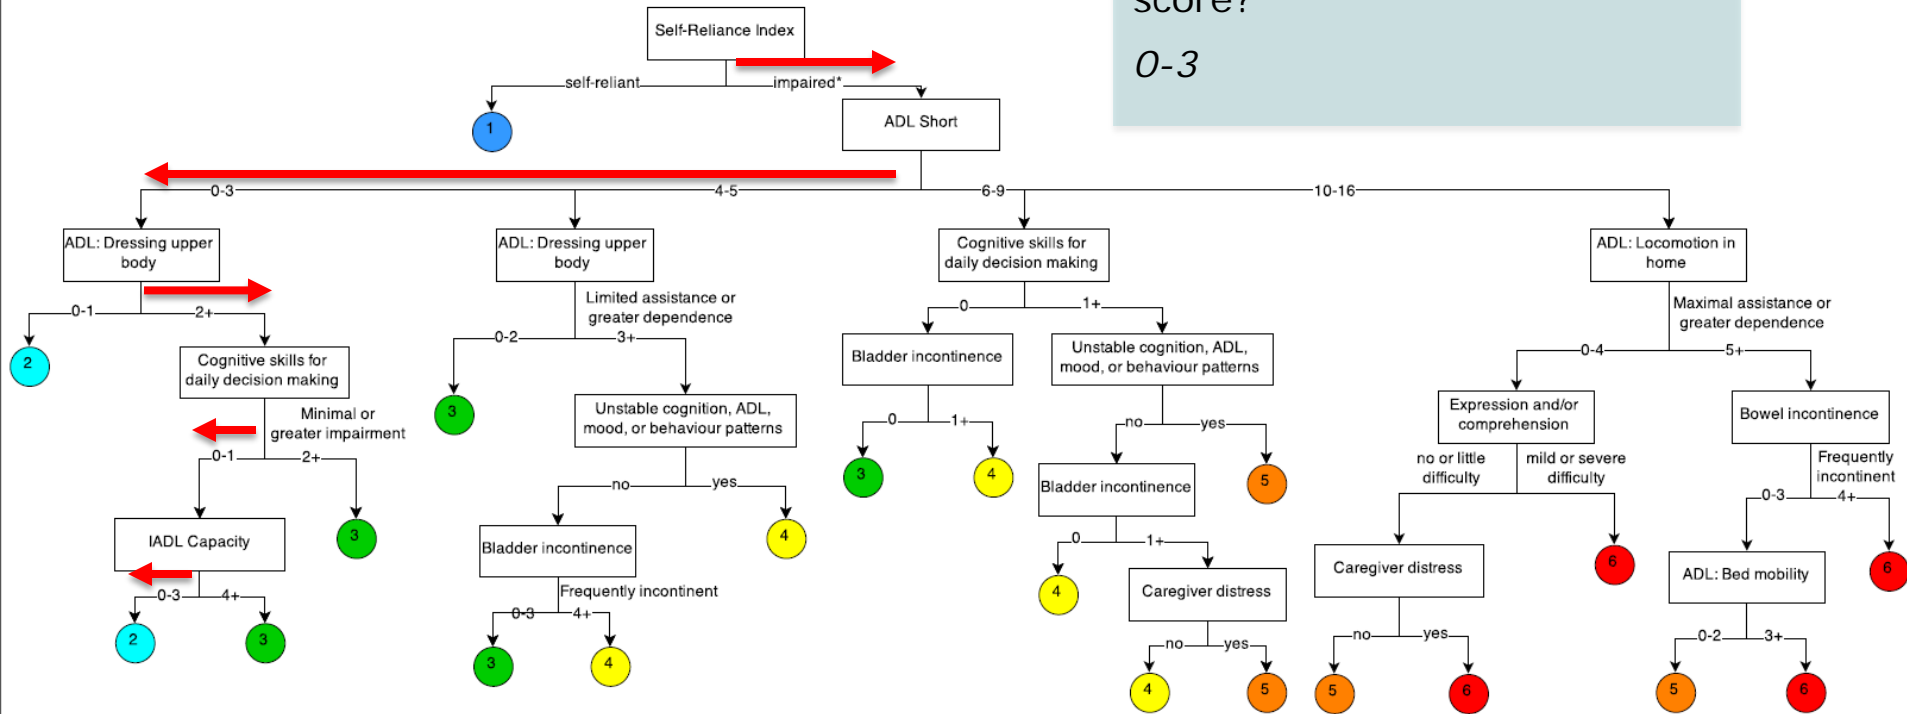 score?
0-3
Self-Reliance Index
self-reliant
impaired*
1
ADL Short
0-3
4-5
6-9
10-16
ADL: Dressing upper
body
ADL: Dressing upper
body
Cognitive skills for
daily decision making
ADL: Locomotion in
home
0-1
2+
Limited assistance or
greater dependence
0
1+
Maximal assistance or
greater dependence
2
Cognitive skills for
daily decision making
0-2
3+
Bladder incontinence
Unstable cognition, ADL,
mood, or behaviour patterns
0-4
5+
Minimal or
greater impairment
3
Unstable cognition, ADL,
mood, or behaviour patterns
0
1+
no
yes
Expression and/or
comprehension
Bowel incontinence
0-1
2+
3
4
Bladder incontinence
5
no or little
difficulty
mild or severe
difficulty
Frequently
incontinent
no
yes
0-3
4+
IADL Capacity
3
Bladder incontinence
4
0
1+
Caregiver distress
6
ADL: Bed mobility
6
0-3
4+
Frequently incontinent
0-3
4+
4
Caregiver distress
no
yes
0-2
3+
2
3
3
4
no
yes
4
5
5
6
5
6